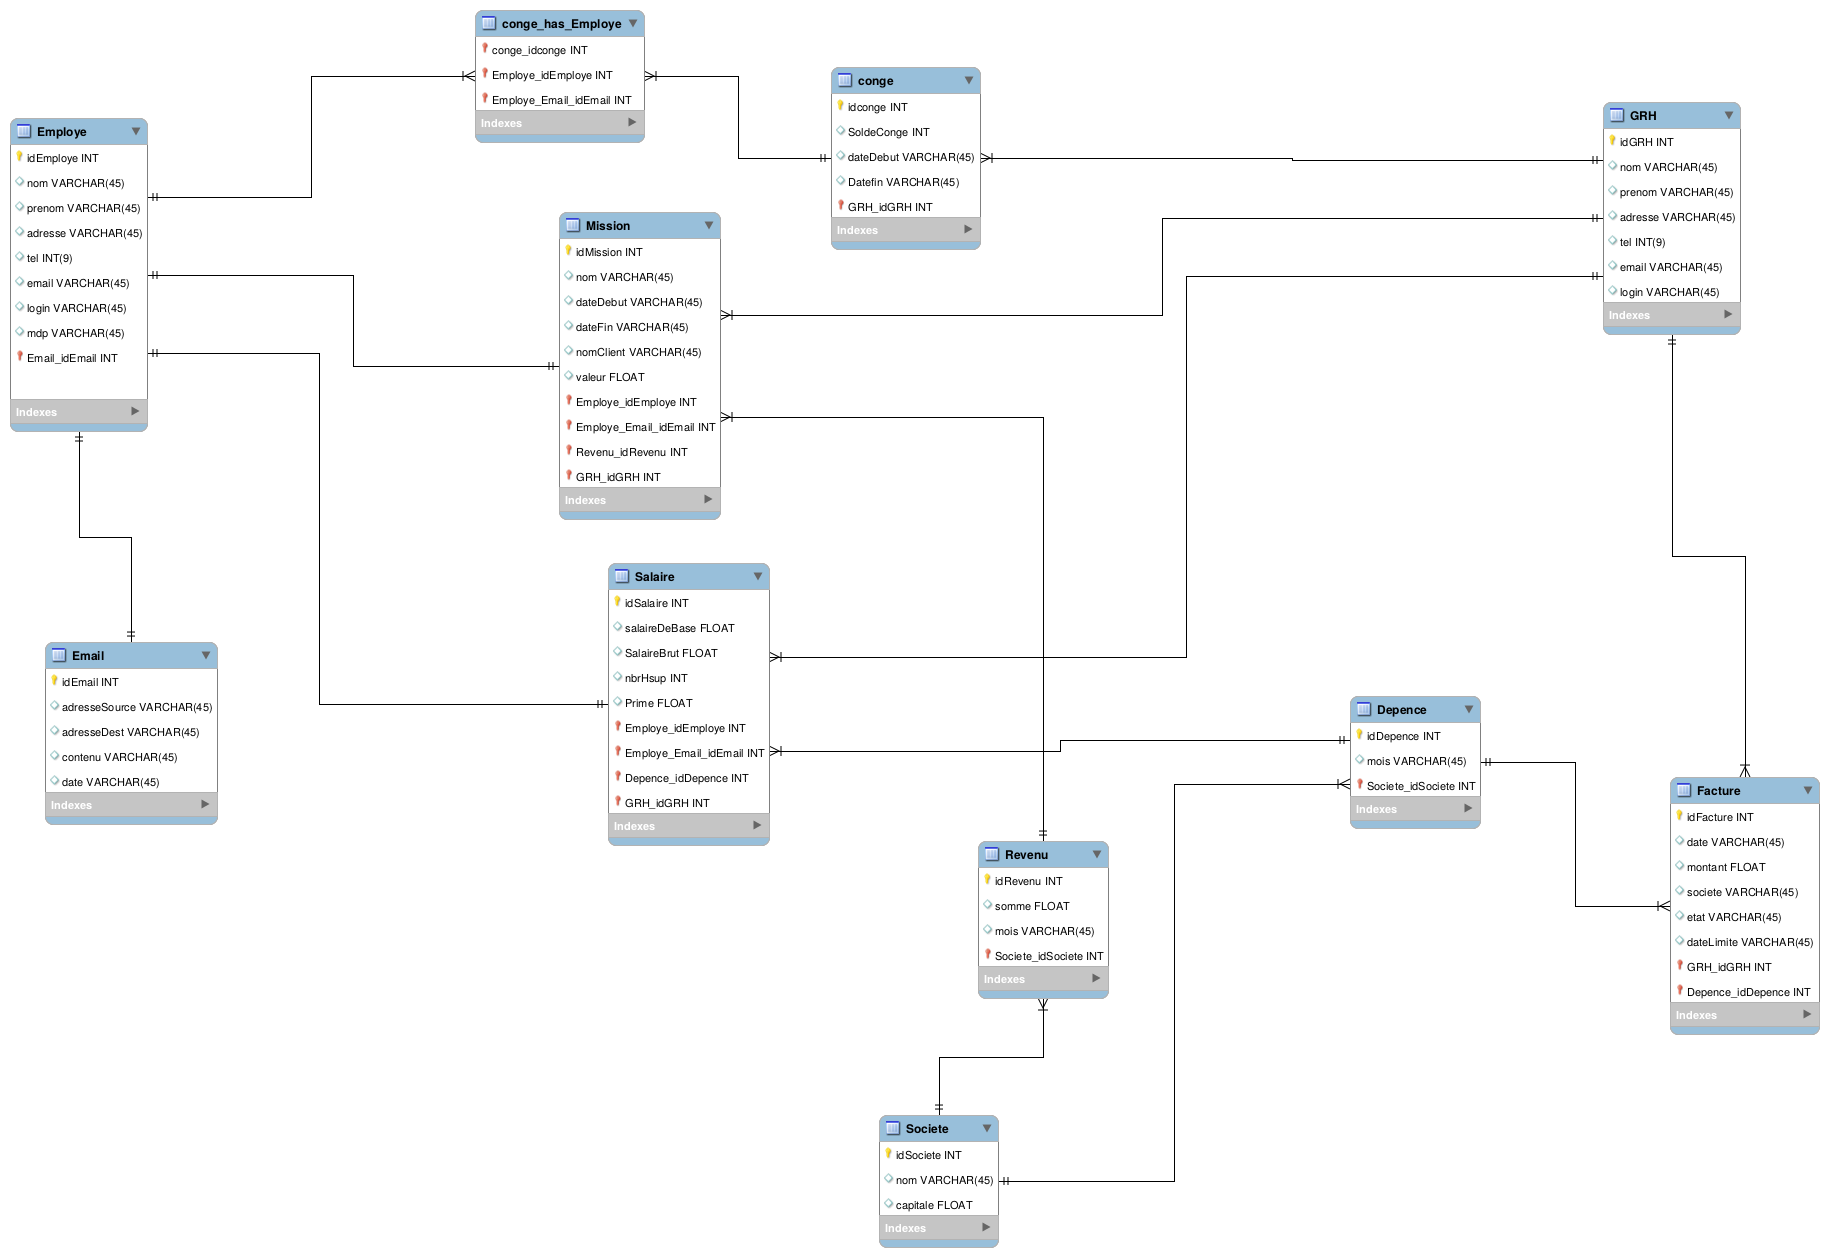 conge_has_Employe
conge_idconge INT
Employe_idEmploye INT
Employe_Email_idEmail INT
Indexes
conge
idconge INT
SoldeConge INT
dateDebut VARCHAR(45)
Datefin VARCHAR(45)
GRH_idGRH INT
Indexes
GRH
idGRH INT
nom VARCHAR(45)
prenom VARCHAR(45)
adresse VARCHAR(45)
tel INT(9)
email VARCHAR(45)
login VARCHAR(45)
Indexes
Employe
idEmploye INT
nom VARCHAR(45)
prenom VARCHAR(45)
adresse VARCHAR(45)
tel INT(9)
email VARCHAR(45)
login VARCHAR(45)
mdp VARCHAR(45)
Email_idEmail INT
Indexes
Mission
idMission INT
nom VARCHAR(45)
dateDebut VARCHAR(45)
dateFin VARCHAR(45)
nomClient VARCHAR(45)
valeur FLOAT
Employe_idEmploye INT
Employe_Email_idEmail INT
Revenu_idRevenu INT
GRH_idGRH INT
Indexes
Salaire
idSalaire INT
salaireDeBase FLOAT
SalaireBrut FLOAT
nbrHsup INT
Prime FLOAT
Employe_idEmploye INT
Employe_Email_idEmail INT
Depence_idDepence INT
GRH_idGRH INT
Indexes
Email
idEmail INT
adresseSource VARCHAR(45)
adresseDest VARCHAR(45)
contenu VARCHAR(45)
date VARCHAR(45)
Indexes
Depence
idDepence INT
mois VARCHAR(45)
Societe_idSociete INT
Indexes
Facture
idFacture INT
date VARCHAR(45)
montant FLOAT
societe VARCHAR(45)
etat VARCHAR(45)
dateLimite VARCHAR(45)
GRH_idGRH INT
Depence_idDepence INT
Indexes
Revenu
idRevenu INT
somme FLOAT
mois VARCHAR(45)
Societe_idSociete INT
Indexes
Societe
idSociete INT
nom VARCHAR(45)
capitale FLOAT
Indexes